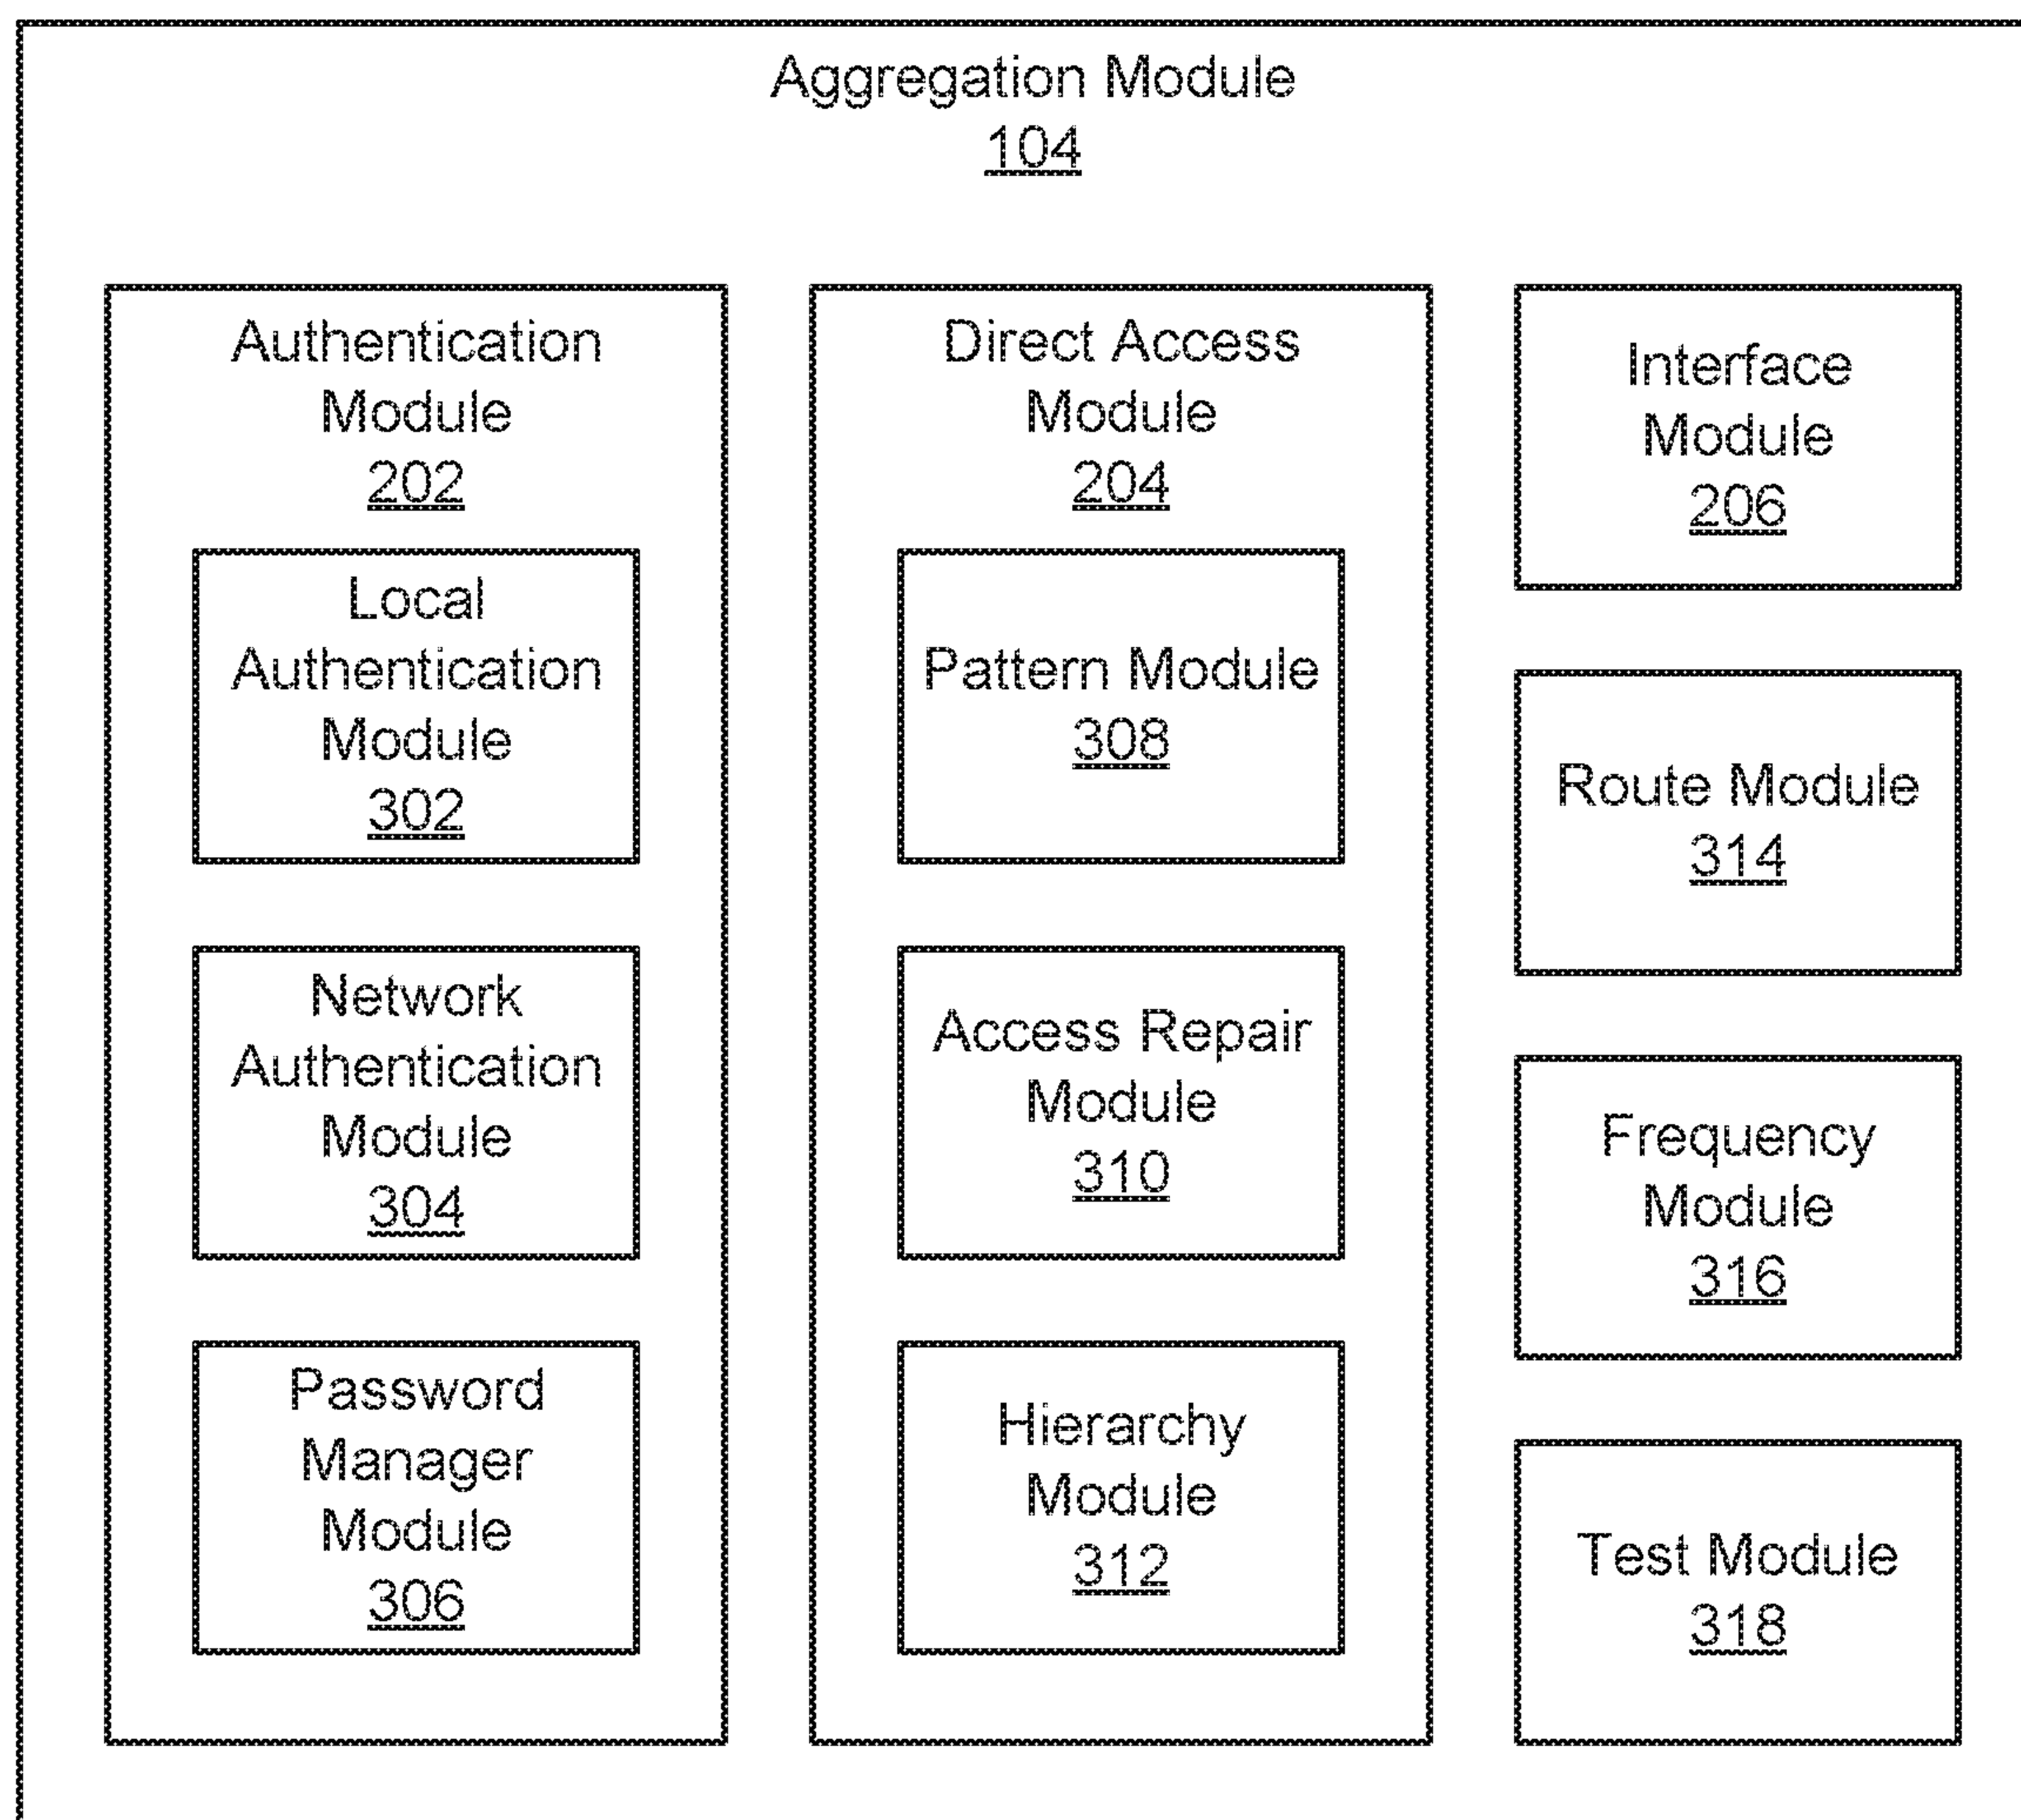 Aggregation Module
104
Authentication
Module
202
Local
Authentication
Module
302
Network
Authentication
Module
304
Password
Manager
Module
306
Direct Access
Module
204
Pattern Module
308
Access Repair
Module
310
Hierarchy
Module
312
Interface
Module
206
Route Module
314
Frequency
Module
316
Test Module
318